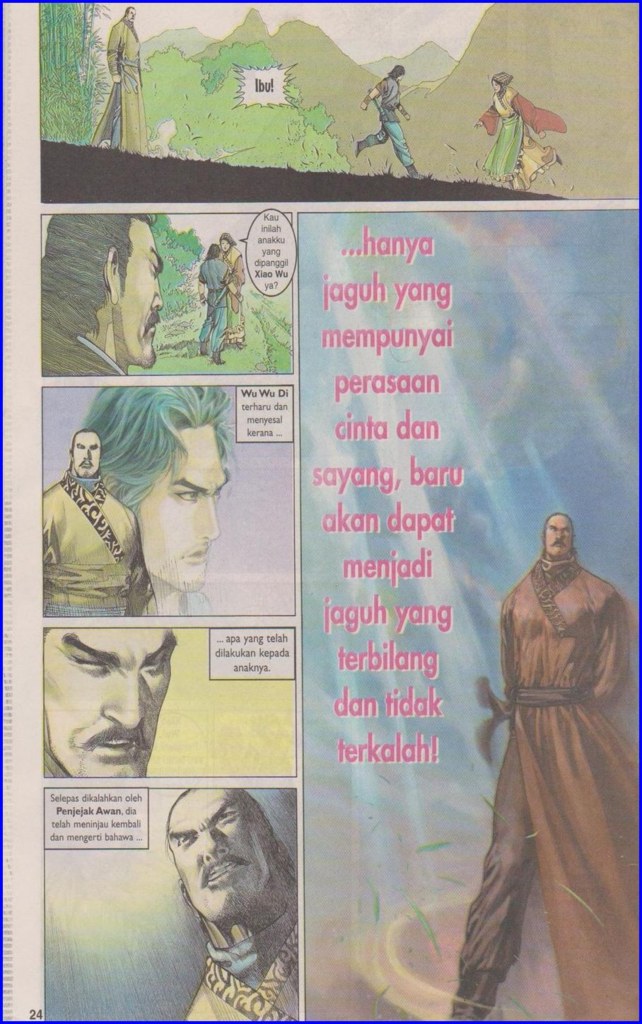 Ibu!
Kau
inilah
anakku
yang
dipanggil
Xiao Wu
ya?
Wu Wu Di
terharu dan
menyesal
kerana ...
... apa yang telah
dilakukan kepada
anaknya.
Selepas dikalahkan oleh
Penjejak Awan, dia
telah meninjau kembali
dan mengerti bahawa ...
...hanya
jaguh yang
mempunyai
perasaan
cinta dan
sayang, baru
akan dapat
menjadi
jaguh yang
terbilang
dan tidak
terkalah!
24